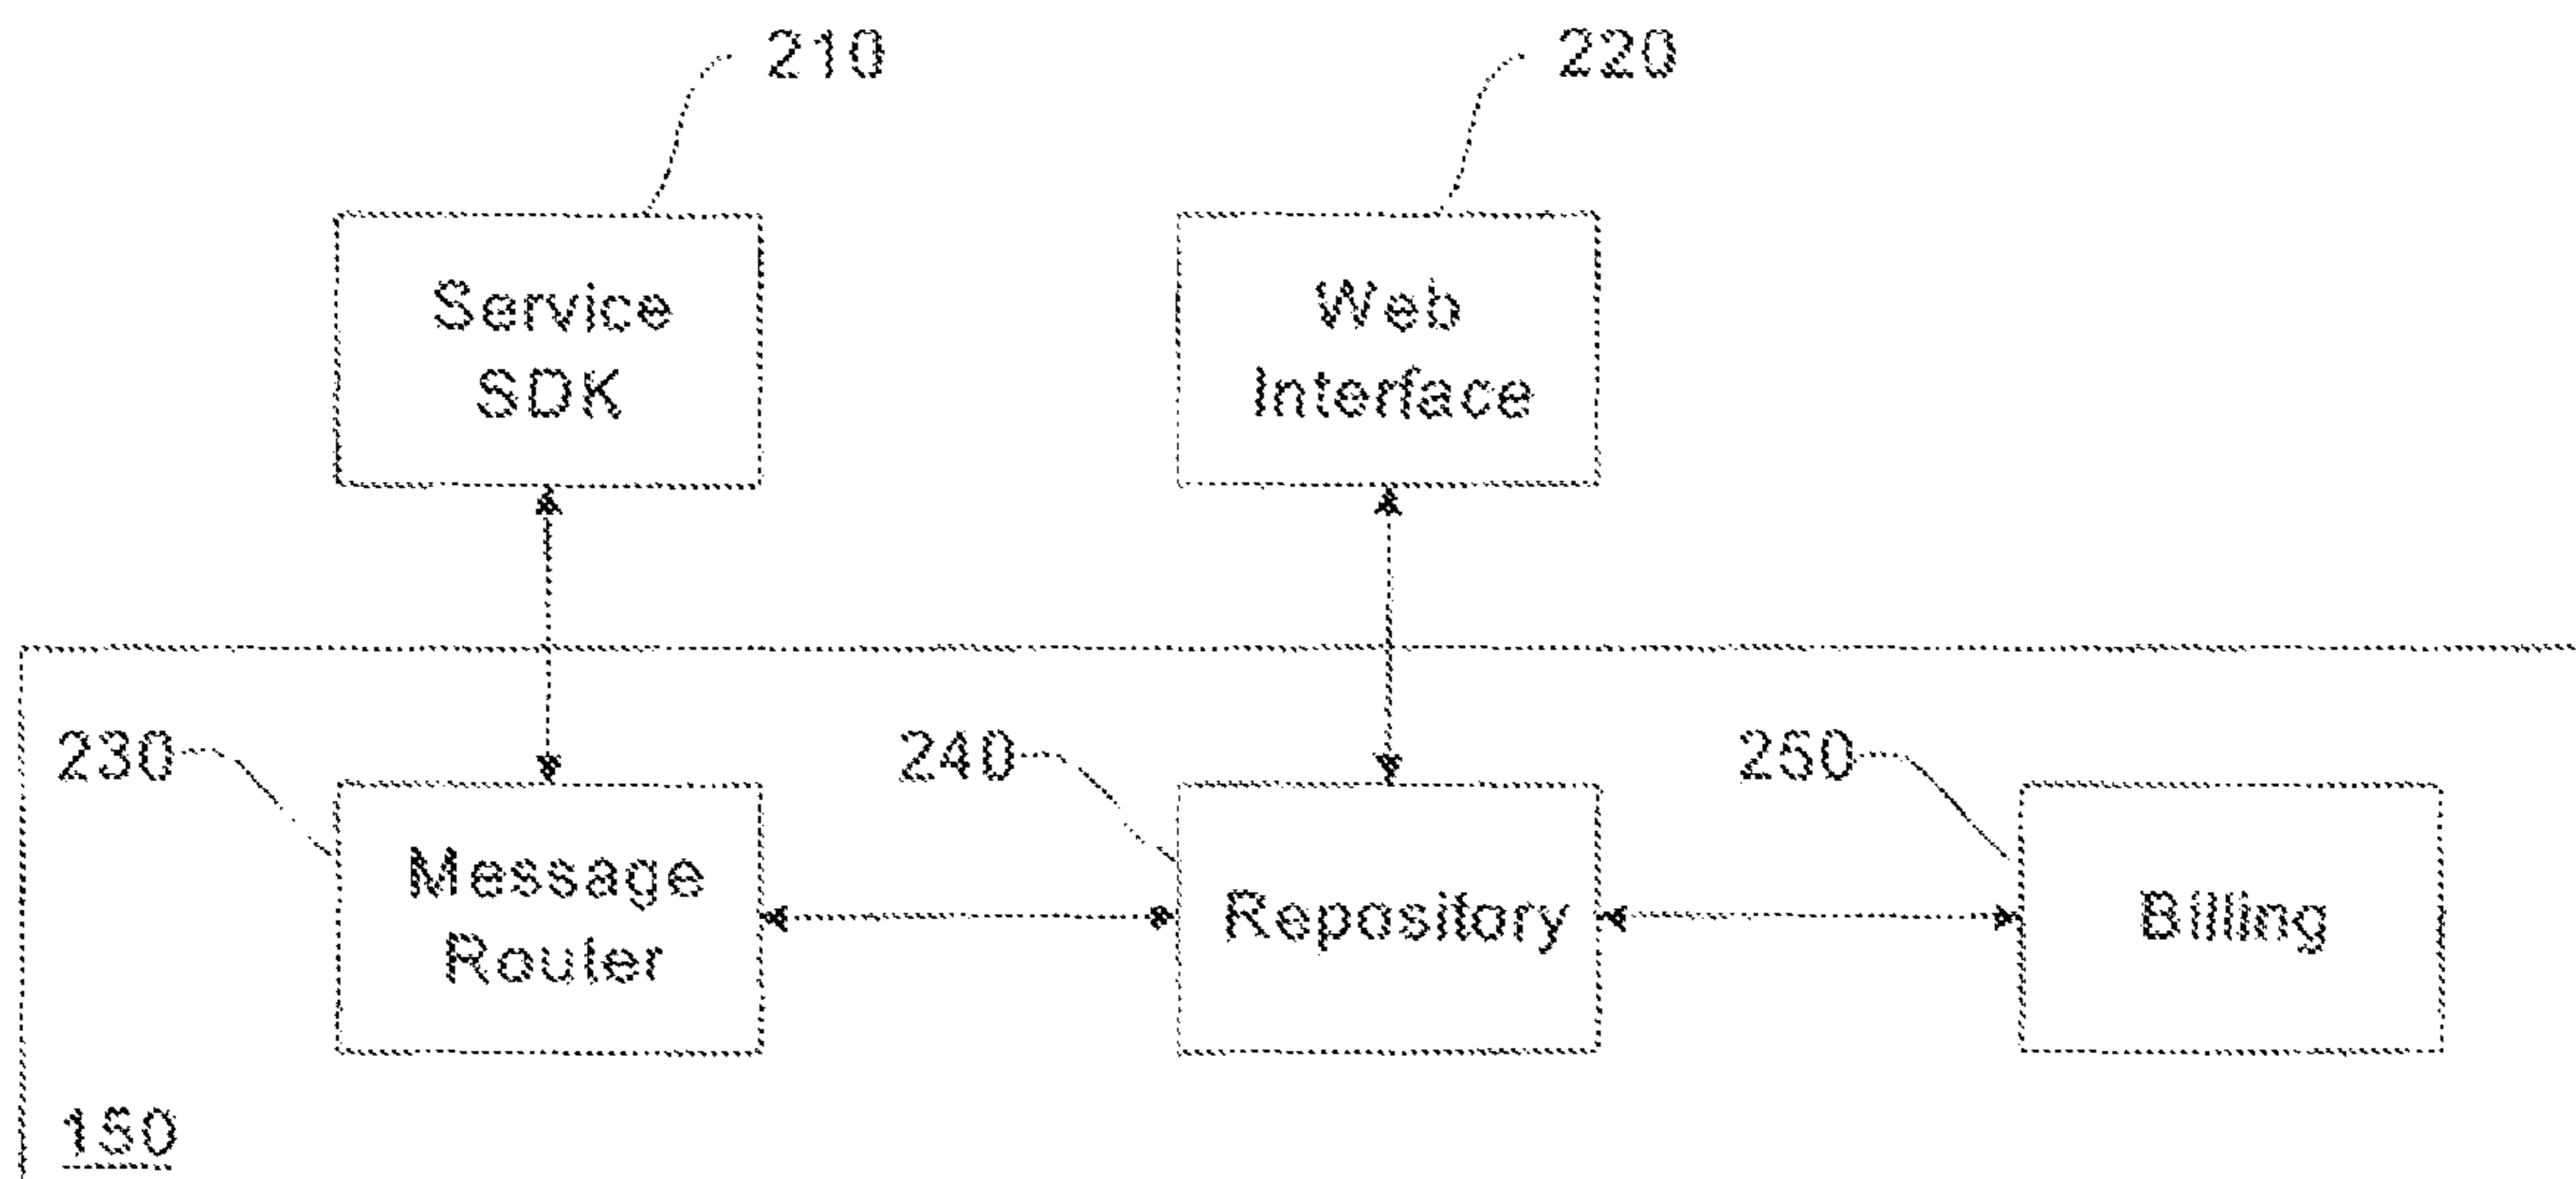 210
220
Service
SDK
Web
Interface
230
240
250
Message
Router
Repository
Billing
150